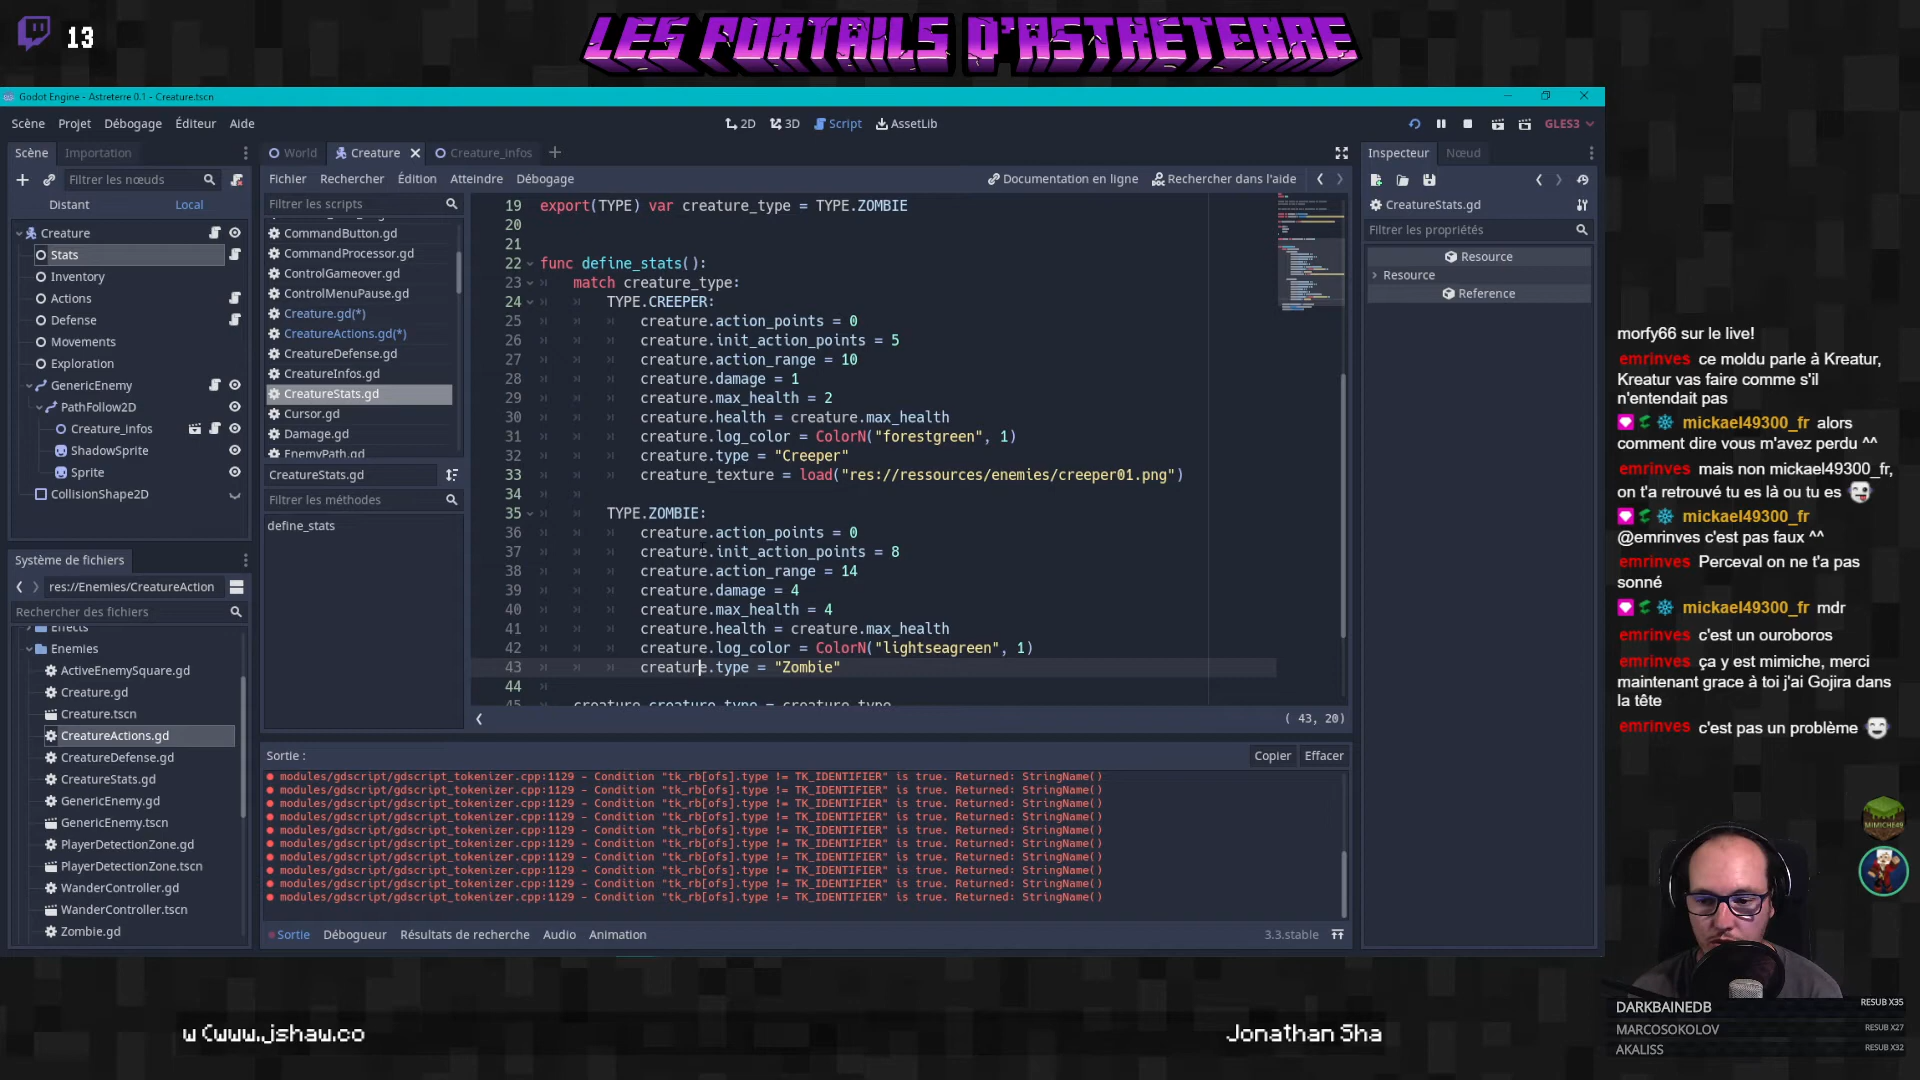 13
LES PORTAILS D'ASTRETERRE
Godot Engine - Astreterre 0.1 - Creature.tscn
Scène Projet Débogage Éditeur Aide
2D 3D Script AssetLib
GLES3
Scène Importation
World Creature Creature_infos
Inspecteur Nœud
Filtrer les nœuds
Fichier Rechercher Édition Atteindre Débogage
Documentation en ligne Rechercher dans l'aide
Distant Local
Creature
Stats
Inventory
Actions
Defense
Movements
Exploration
GenericEnemy
PathFollow2D
Creature_infos
ShadowSprite
Sprite
CollisionShape2D
Filtrer les scripts
CommandButton.gd
CommandProcessor.gd
ControlGameover.gd
ControlMenuPause.gd
Creature.gd(*)
CreatureActions.gd(*)
CreatureDefense.gd
CreatureInfos.gd
CreatureStats.gd
Cursor.gd
Damage.gd
EnemyPath.gd
CreatureStats.gd
Filtrer les méthodes
define_stats
19 export(TYPE) var creature_type = TYPE.ZOMBIE
20
21
22 func define_stats():
23 match creature_type:
24 TYPE.CREEPER:
25 creature.action_points = 0
26 creature.init_action_points = 5
27 creature.action_range = 10
28 creature.damage = 1
29 creature.max_health = 2
30 creature.health = creature.max_health
31 creature.log_color = ColorN("forestgreen", 1)
32 creature.type = "Creeper"
33 creature_texture = load("res://ressources/enemies/creeper01.png")
34
35 TYPE.ZOMBIE:
36 creature.action_points = 0
37 creature.init_action_points = 8
38 creature.action_range = 14
39 creature.damage = 4
40 creature.max_health = 4
41 creature.health = creature.max_health
42 creature.log_color = ColorN("lightseagreen", 1)
43 creature.type = "Zombie"
44
45 creature.creature_type = creature_type
( 43, 20)
CreatureStats.gd
Filtrer les propriétés
Resource
Resource
Reference
Système de fichiers
res://Enemies/CreatureAction
Rechercher des fichiers
Effects
Enemies
ActiveEnemySquare.gd
Creature.gd
Creature.tscn
CreatureActions.gd
CreatureDefense.gd
CreatureStats.gd
GenericEnemy.gd
GenericEnemy.tscn
PlayerDetectionZone.gd
PlayerDetectionZone.tscn
WanderController.gd
WanderController.tscn
Zombie.gd
Sortie :
Copier Effacer
modules/gdscript/gdscript_tokenizer.cpp:1129 - Condition "tk_rb[ofs].type != TK_IDENTIFIER" is true. Returned: StringName()
modules/gdscript/gdscript_tokenizer.cpp:1129 - Condition "tk_rb[ofs].type != TK_IDENTIFIER" is true. Returned: StringName()
modules/gdscript/gdscript_tokenizer.cpp:1129 - Condition "tk_rb[ofs].type != TK_IDENTIFIER" is true. Returned: StringName()
modules/gdscript/gdscript_tokenizer.cpp:1129 - Condition "tk_rb[ofs].type != TK_IDENTIFIER" is true. Returned: StringName()
modules/gdscript/gdscript_tokenizer.cpp:1129 - Condition "tk_rb[ofs].type != TK_IDENTIFIER" is true. Returned: StringName()
modules/gdscript/gdscript_tokenizer.cpp:1129 - Condition "tk_rb[ofs].type != TK_IDENTIFIER" is true. Returned: StringName()
modules/gdscript/gdscript_tokenizer.cpp:1129 - Condition "tk_rb[ofs].type != TK_IDENTIFIER" is true. Returned: StringName()
modules/gdscript/gdscript_tokenizer.cpp:1129 - Condition "tk_rb[ofs].type != TK_IDENTIFIER" is true. Returned: StringName()
modules/gdscript/gdscript_tokenizer.cpp:1129 - Condition "tk_rb[ofs].type != TK_IDENTIFIER" is true. Returned: StringName()
modules/gdscript/gdscript_tokenizer.cpp:1129 - Condition "tk_rb[ofs].type != TK_IDENTIFIER" is true. Returned: StringName()
Sortie Débogueur Résultats de recherche Audio Animation
3.3.stable
morfy66 sur le live!
emrinves ce moldu parle à Kreatur,
Kreatur vas faire comme s'il
n'entendait pas
mickael49300_fr alors
comment dire vous m'avez perdu ^^
emrinves mais non mickael49300_fr,
on t'a retrouvé tu es là ou tu es
mickael49300_fr
@emrinves c'est pas faux ^^
emrinves Perceval on ne t'a pas
sonné
mickael49300_fr mdr
emrinves c'est un ouroboros
emrinves ça y est mimiche, merci
maintenant grace à toi j'ai Gojira dans
la tête
emrinves c'est pas un problème
MIMICHE49
DARKBAINEDB RESUB X35
MARCOSOKOLOV RESUB X27
AKALISS RESUB X32
w (www.jshaw.co
Jonathan Sha